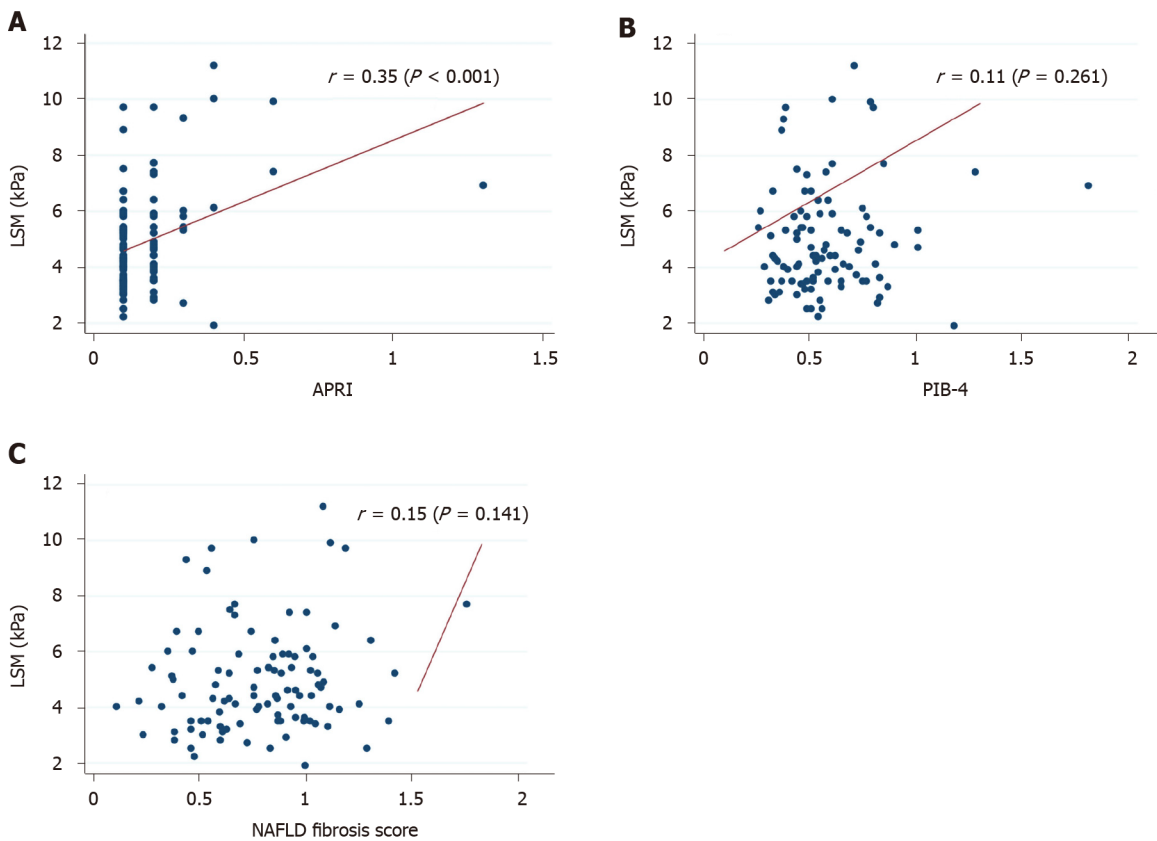 A
12
10
8
6
4
2
LSM (kPa)
r = 0.35 (P < 0.001)
0 0.5 1 1.5
APRI
B
12
10
8
6
4
2
LSM (kPa)
r = 0.11 (P = 0.261)
0 0.5 1 1.5 2
PIB-4
C
12
10
8
6
4
2
LSM (kPa)
r = 0.15 (P = 0.141)
0 0.5 1 1.5 2
NAFLD fibrosis score